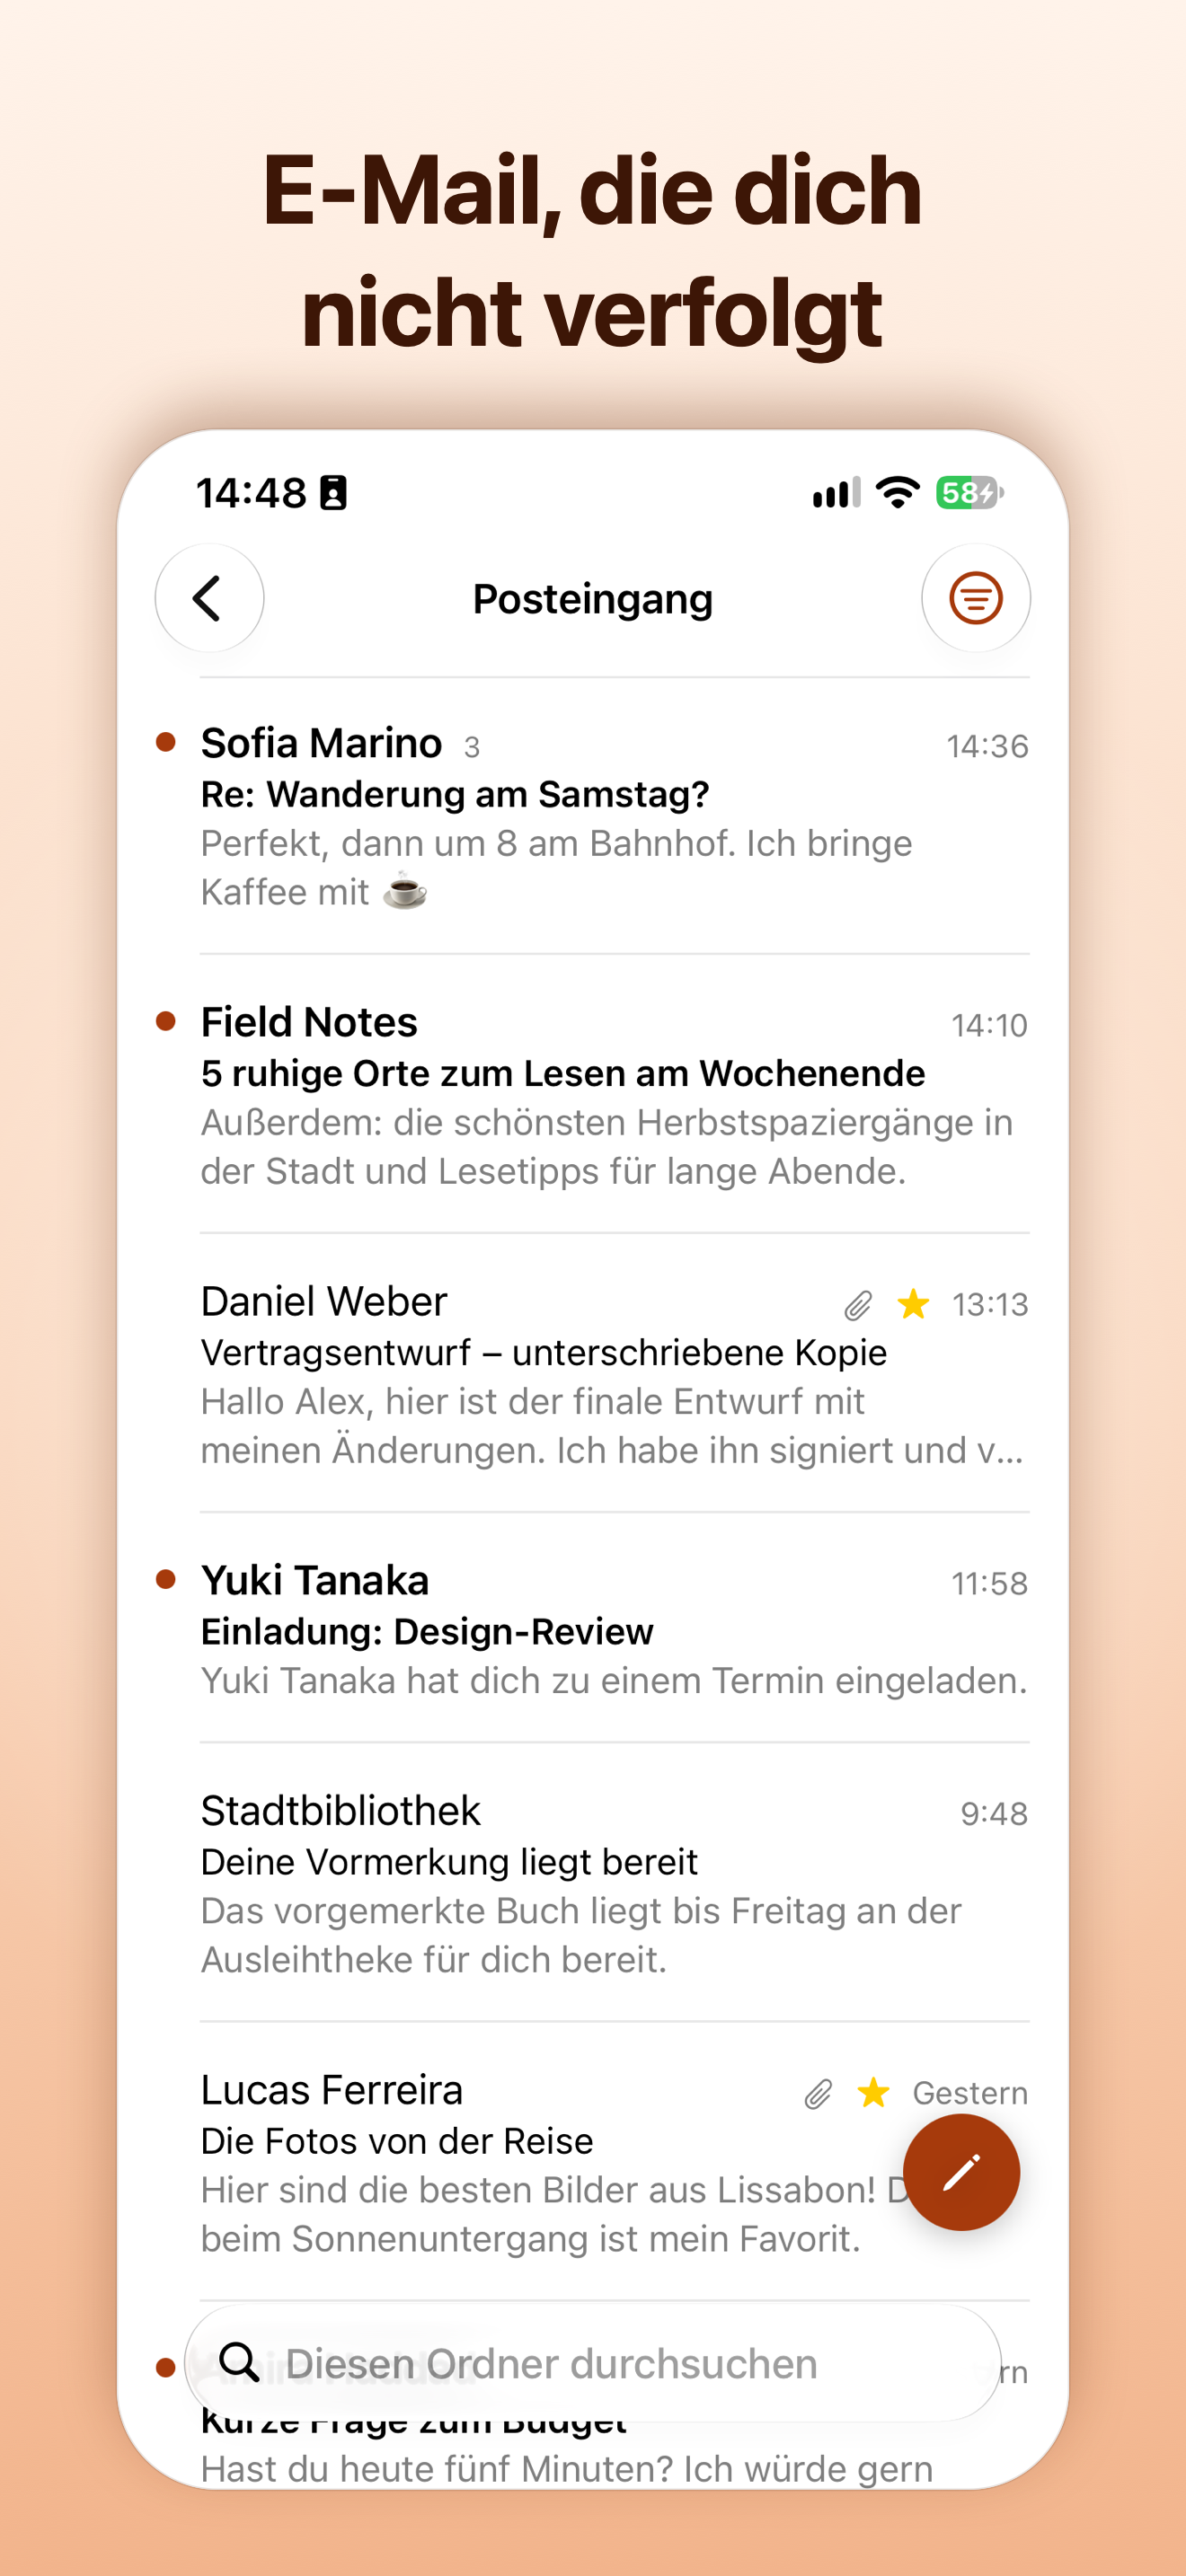 E-Mail, die dich
nicht verfolgt
14:48
58
Posteingang
Sofia Marino 3 14:36
Re: Wanderung am Samstag?
Perfekt, dann um 8 am Bahnhof. Ich bringe
Kaffee mit ☕
Field Notes 14:10
5 ruhige Orte zum Lesen am Wochenende
Außerdem: die schönsten Herbstspaziergänge in
der Stadt und Lesetipps für lange Abende.
Daniel Weber 13:13
Vertragsentwurf – unterschriebene Kopie
Hallo Alex, hier ist der finale Entwurf mit
meinen Änderungen. Ich habe ihn signiert und v...
Yuki Tanaka 11:58
Einladung: Design-Review
Yuki Tanaka hat dich zu einem Termin eingeladen.
Stadtbibliothek 9:48
Deine Vormerkung liegt bereit
Das vorgemerkte Buch liegt bis Freitag an der
Ausleihtheke für dich bereit.
Lucas Ferreira Gestern
Die Fotos von der Reise
Hier sind die besten Bilder aus Lissabon! D
beim Sonnenuntergang ist mein Favorit.
Diesen Ordner durchsuchen
Kurze Frage zum Budget
Hast du heute fünf Minuten? Ich würde gern